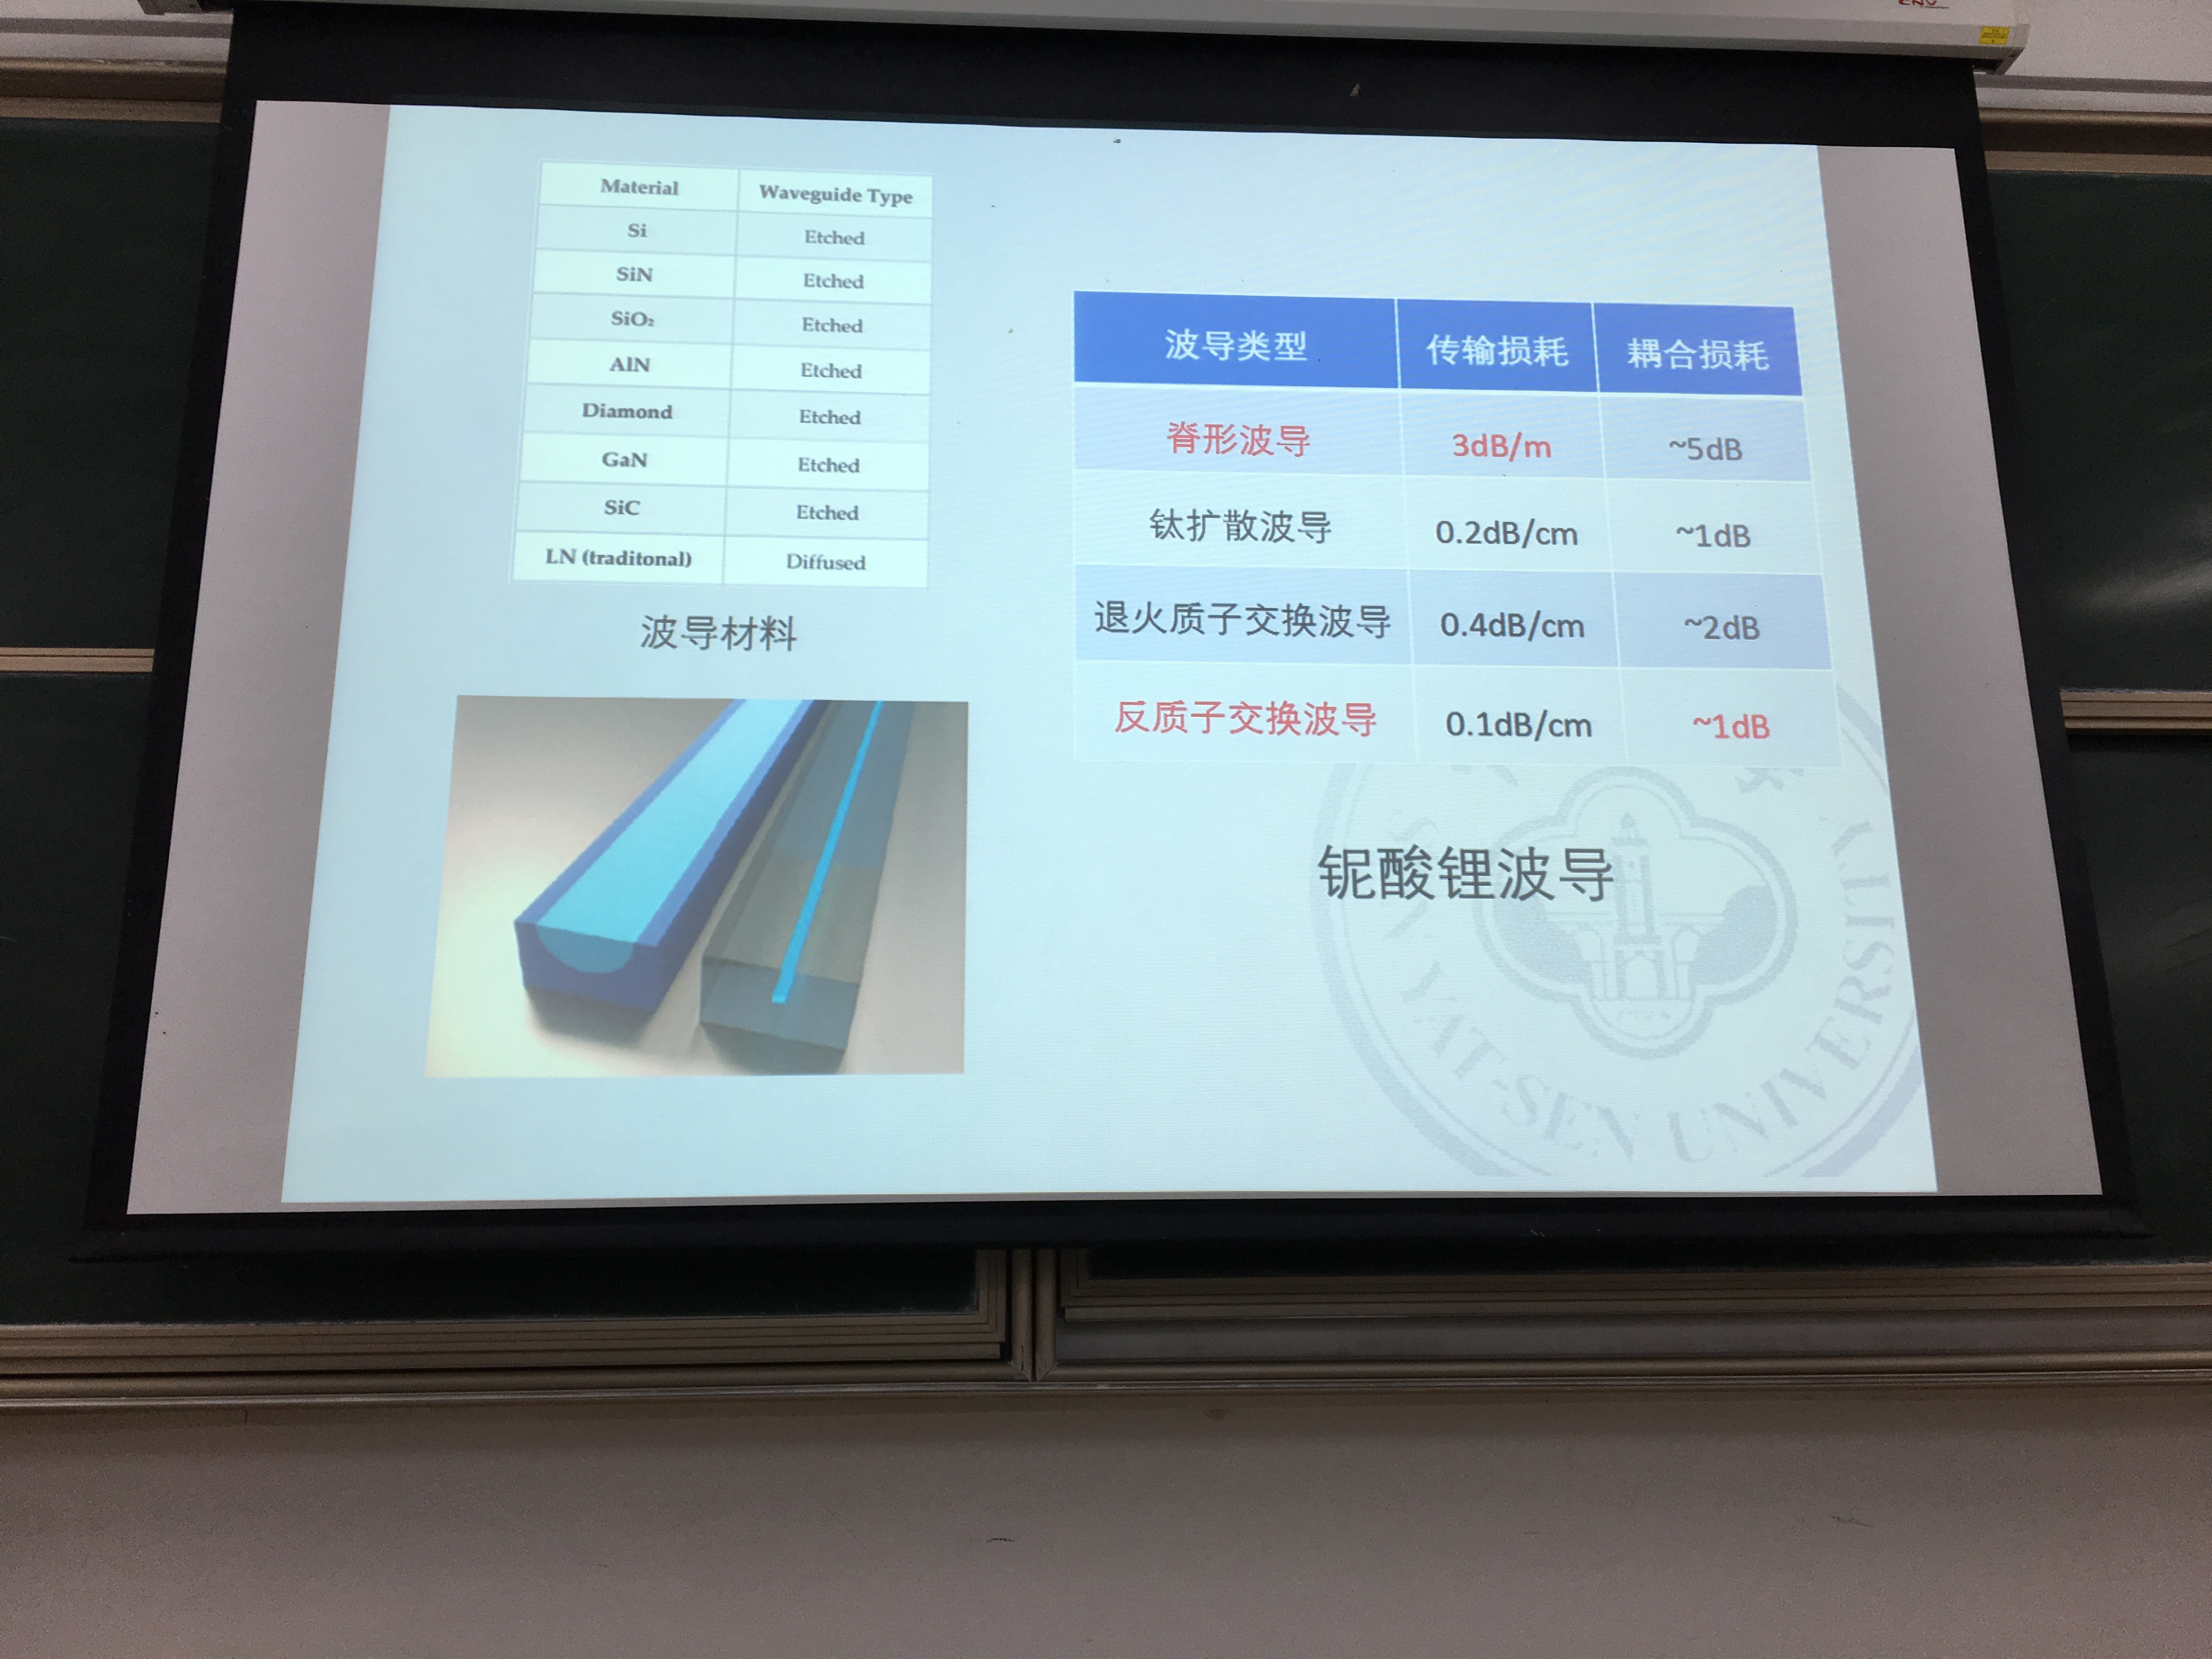 Material Waveguide Type
Si Etched
SiN Etched
SiO₂ Etched
AlN Etched
Diamond Etched
GaN Etched
SiC Etched
LN (traditonal) Diffused
波导材料
波导类型 传输损耗 耦合损耗
脊形波导 3dB/m ~5dB
钛扩散波导 0.2dB/cm ~1dB
退火质子交换波导 0.4dB/cm ~2dB
反质子交换波导 0.1dB/cm ~1dB
铌酸锂波导
YAT-SEN UNIVERSITY